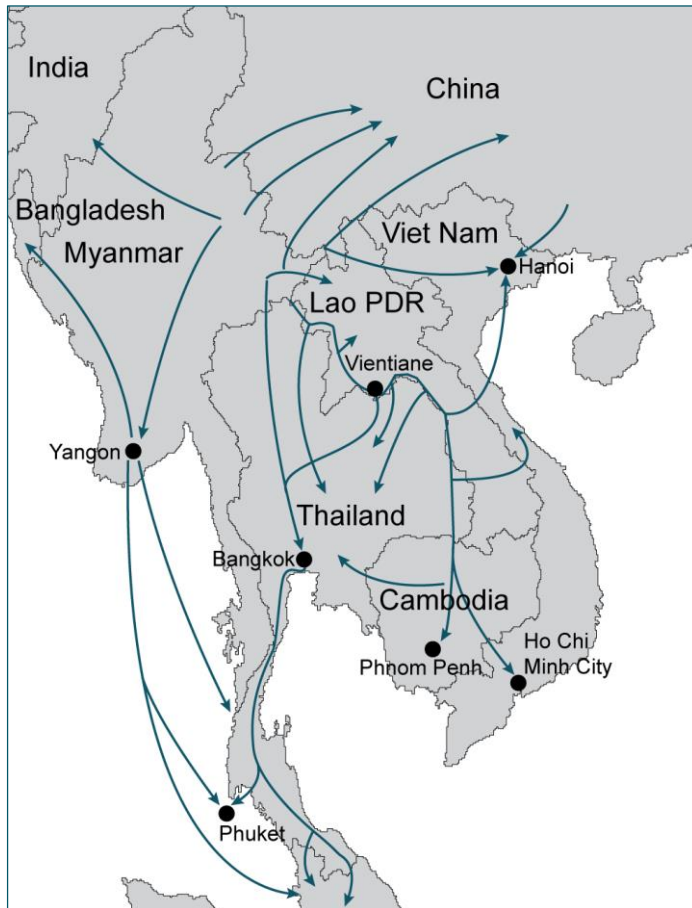 India
China
Bangladesh
Myanmar
Viet Nam
Hanoi
Lao PDR
Vientiane
Yangon
Thailand
Bangkok
Cambodia
Phnom Penh
Ho Chi
Minh City
Phuket